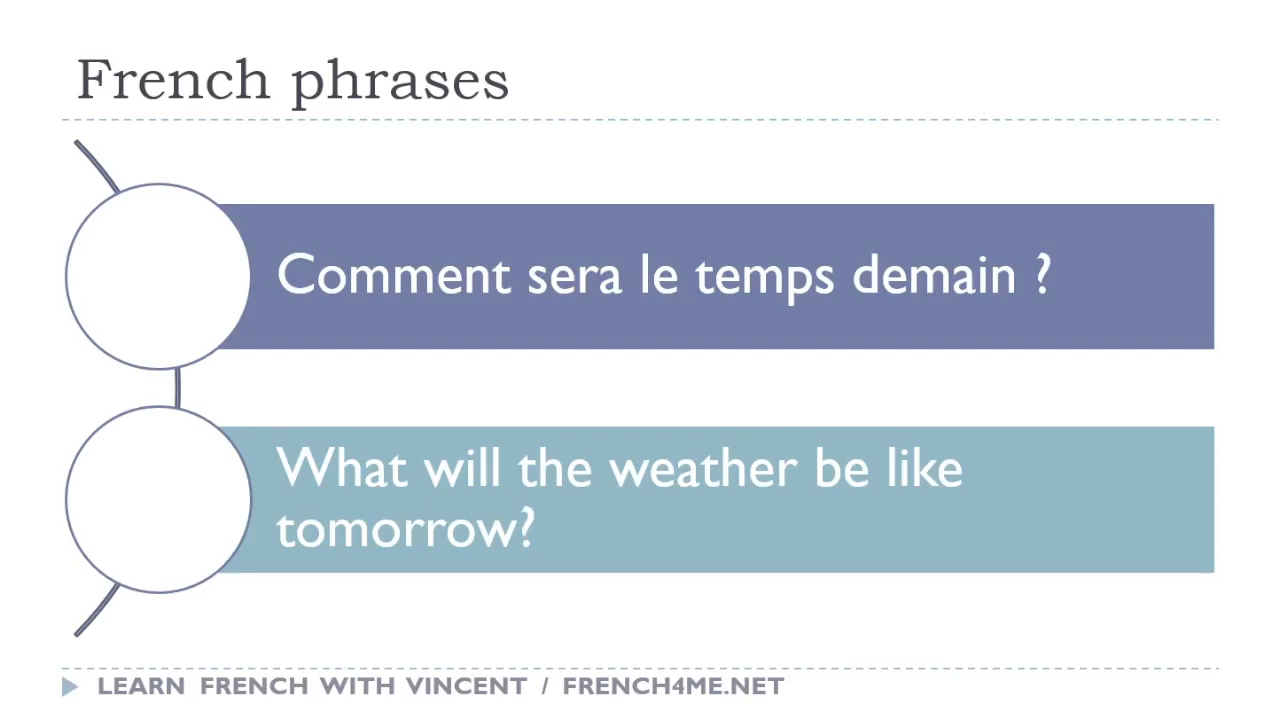 French phrases
Comment sera le temps demain ?
What will the weather be like
tomorrow?
LEARN FRENCH WITH VINCENT / FRENCH4ME.NET